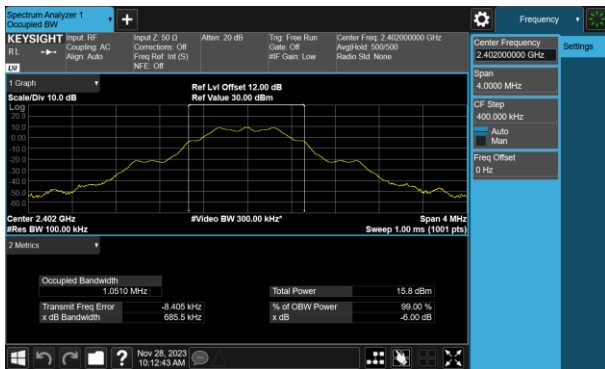 Spectrum Analyzer 1
Occupied BW
+
Frequency
KEYSIGHT
RL
Input: RF
Coupling: AC
Align: Auto
Input Z: 50 Ω
Corrections: Off
Freq Ref: Int (S)
NFE: Off
Atten: 20 dB
Trig: Free Run
Gate: Off
#IF Gain: Low
Center Freq: 2.402000000 GHz
Avg|Hold: 500/500
Radio Std: None
Center Frequency
2.402000000 GHz
Settings
Span
4.0000 MHz
CF Step
400.000 kHz
Auto
Man
Freq Offset
0 Hz
1 Graph
Scale/Div 10.0 dB
Ref Lvl Offset 12.00 dB
Ref Value 30.00 dBm
Log
20.0
10.0
0.00
-10.0
-20.0
-30.0
-40.0
-50.0
-60.0
Center 2.402 GHz
#Video BW 300.00 kHz*
Span 4 MHz
#Res BW 100.00 kHz
Sweep 1.00 ms (1001 pts)
2 Metrics
Occupied Bandwidth
1.0510 MHz
Total Power
15.8 dBm
Transmit Freq Error
-8.405 kHz
% of OBW Power
99.00 %
x dB Bandwidth
685.5 kHz
x dB
-6.00 dB
?
Nov 28, 2023
10:12:43 AM